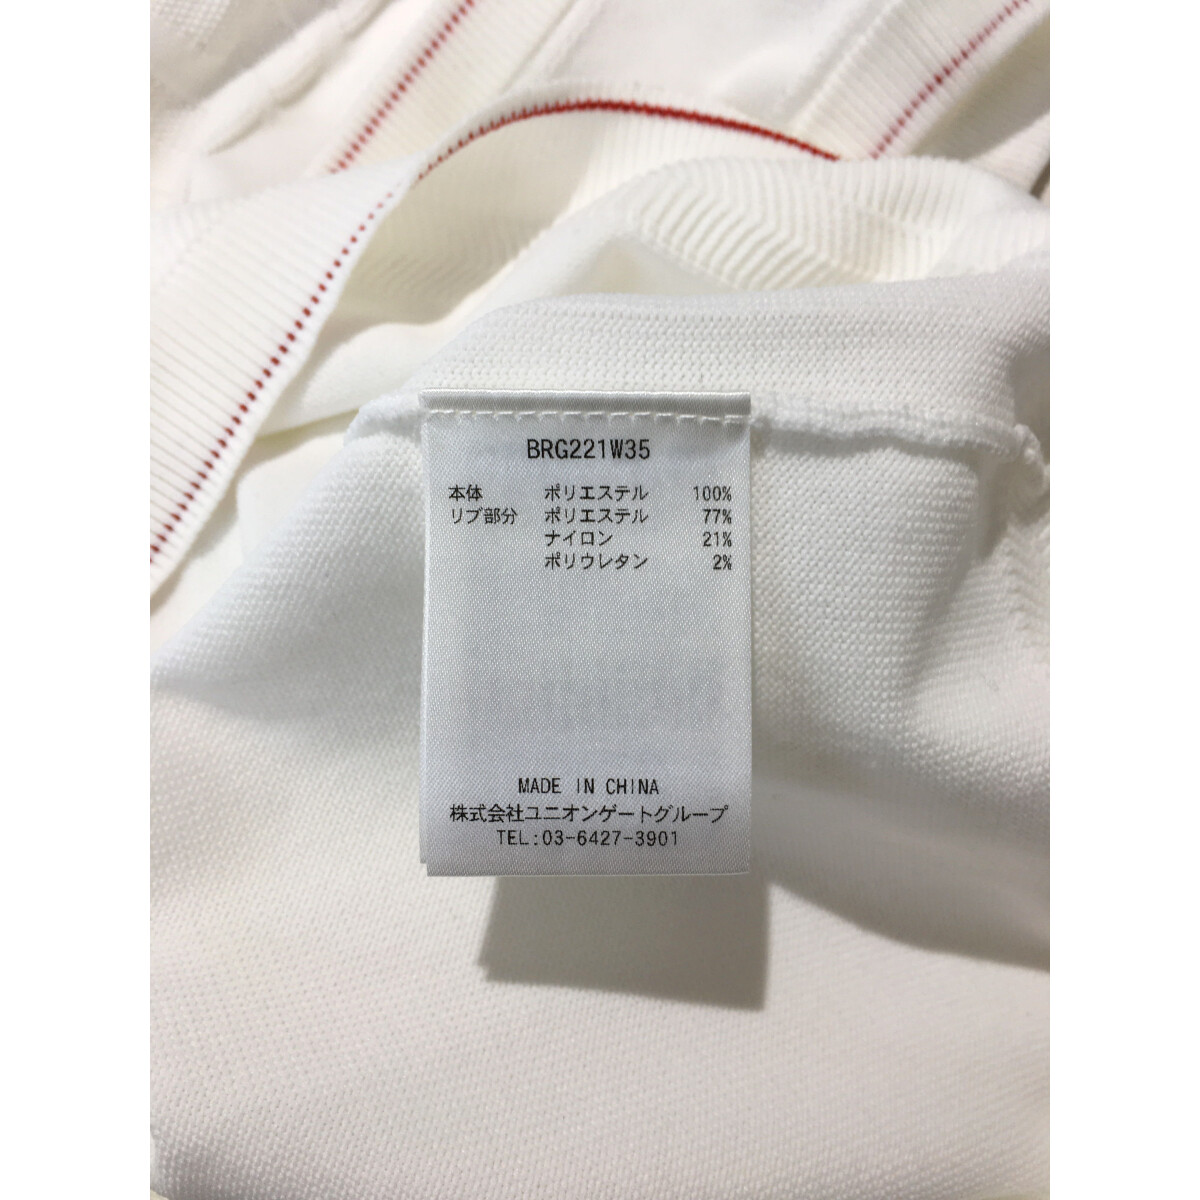 BRG221W35
本体 ポリエステル 100%
リブ部分 ポリエステル 77%
ナイロン 21%
ポリウレタン 2%
MADE IN CHINA
株式会社ユニオンゲートグループ
TEL:03-6427-3901